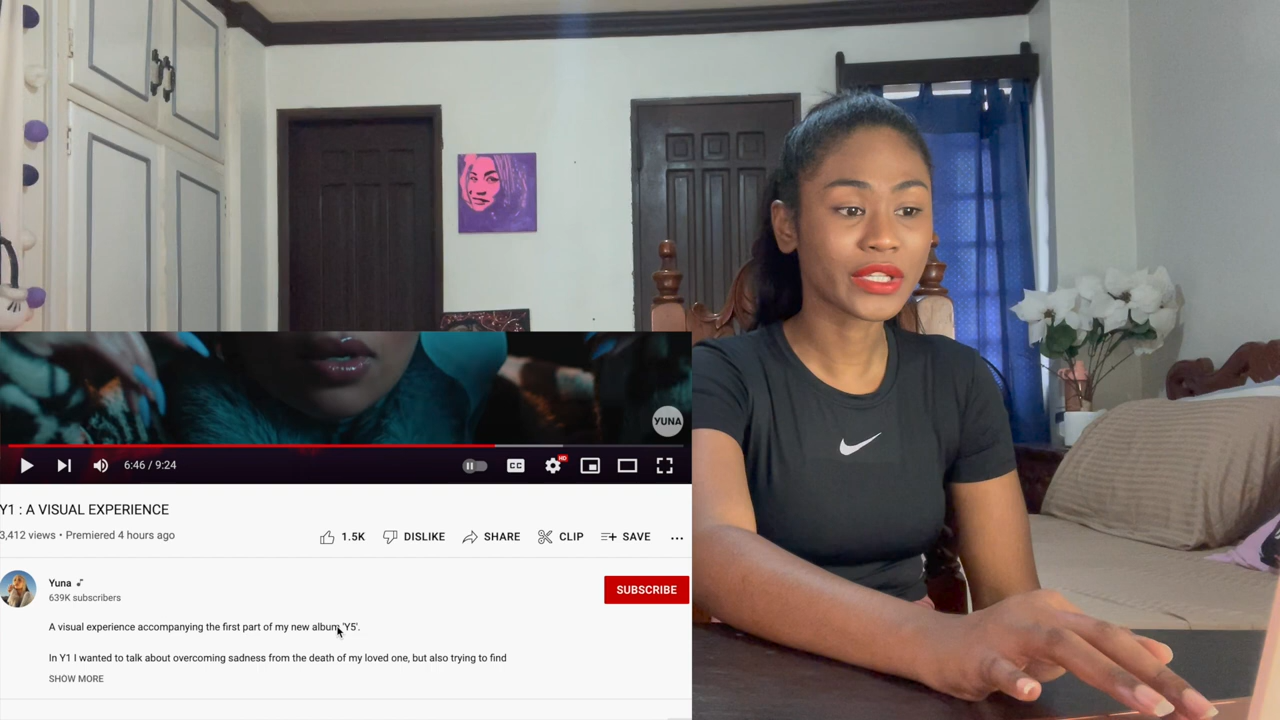 YUNA
6:46 / 9:24
CC
HD
Y1 : A VISUAL EXPERIENCE
3,412 views • Premiered 4 hours ago
1.5K DISLIKE SHARE CLIP SAVE ...
Yuna
639K subscribers
SUBSCRIBE
A visual experience accompanying the first part of my new album 'Y5'.
In Y1 I wanted to talk about overcoming sadness from the death of my loved one, but also trying to find
SHOW MORE